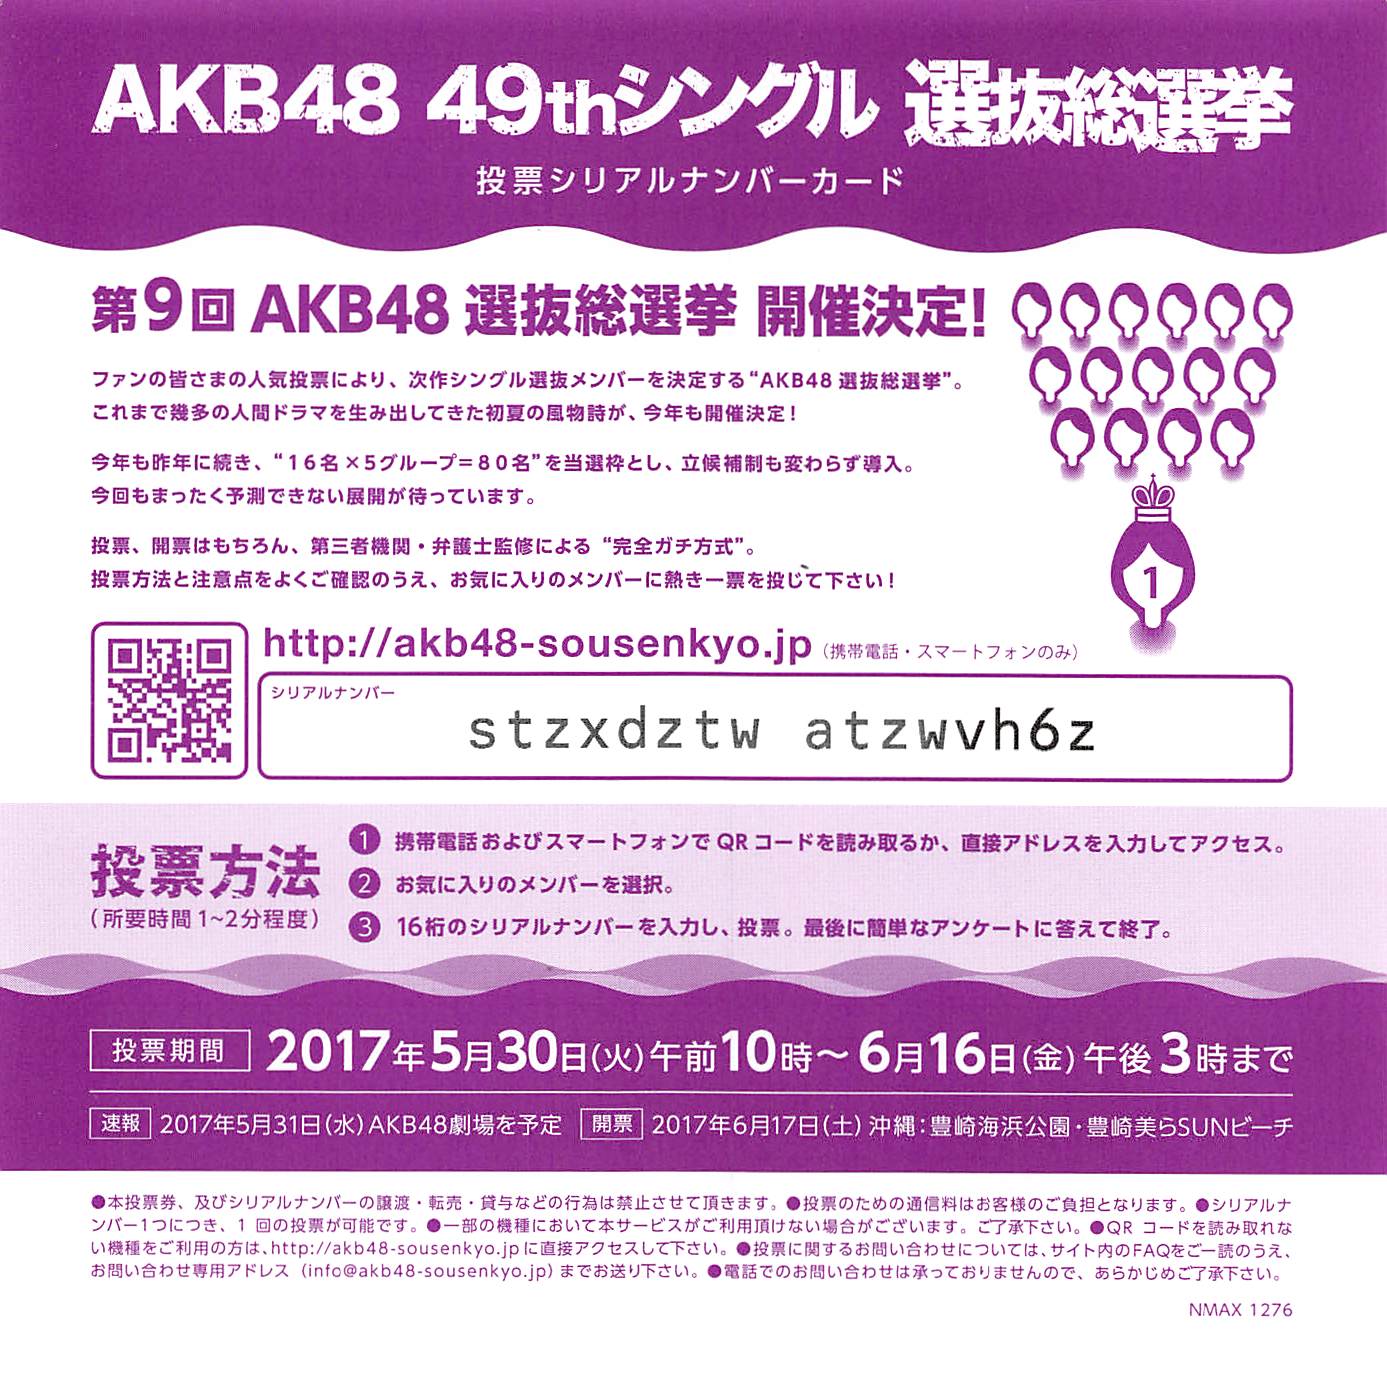 AKB48 49thシングル 選抜総選挙
投票シリアルナンバーカード
第9回 AKB48 選抜総選挙 開催決定!
ファンの皆さまの人気投票により、次作シングル選抜メンバーを決定する“AKB48 選抜総選挙”。
これまで幾多の人間ドラマを生み出してきた初夏の風物詩が、今年も開催決定！
今年も昨年に続き、“１６名×５グループ＝８０名”を当選枠とし、立候補制も変わらず導入。
今回もまったく予測できない展開が待っています。
投票、開票はもちろん、第三者機関・弁護士監修による “完全ガチ方式”。
投票方法と注意点をよくご確認のうえ、お気に入りのメンバーに熱き一票を投じて下さい！
1
http://akb48-sousenkyo.jp（携帯電話・スマートフォンのみ）
シリアルナンバー
stzxdztw atzwvh6z
投票方法
（所要時間 1~2分程度）
1 携帯電話およびスマートフォンで QR コードを読み取るか、直接アドレスを入力してアクセス。
2 お気に入りのメンバーを選択。
3 16桁のシリアルナンバーを入力し、投票。最後に簡単なアンケートに答えて終了。
投票期間 2017年5月30日(火)午前10時～6月16日(金)午後3時まで
速報 2017年5月31日(水)AKB48劇場を予定 開票 2017年6月17日(土)沖縄：豊崎海浜公園・豊崎美らSUNビーチ
●本投票券、及びシリアルナンバーの譲渡・転売・貸与などの行為は禁止させて頂きます。●投票のための通信料はお客様のご負担となります。●シリアルナ
ンバー1つにつき、1 回の投票が可能です。●一部の機種において本サービスがご利用頂けない場合がございます。ご了承下さい。●QR コードを読み取れな
い機種をご利用の方は、http://akb48-sousenkyo.jpに直接アクセスして下さい。●投票に関するお問い合わせについては、サイト内のFAQをご一読のうえ、
お問い合わせ専用アドレス（info@akb48-sousenkyo.jp）までお送り下さい。●電話でのお問い合わせは承っておりませんので、あらかじめご了承下さい。
NMAX 1276